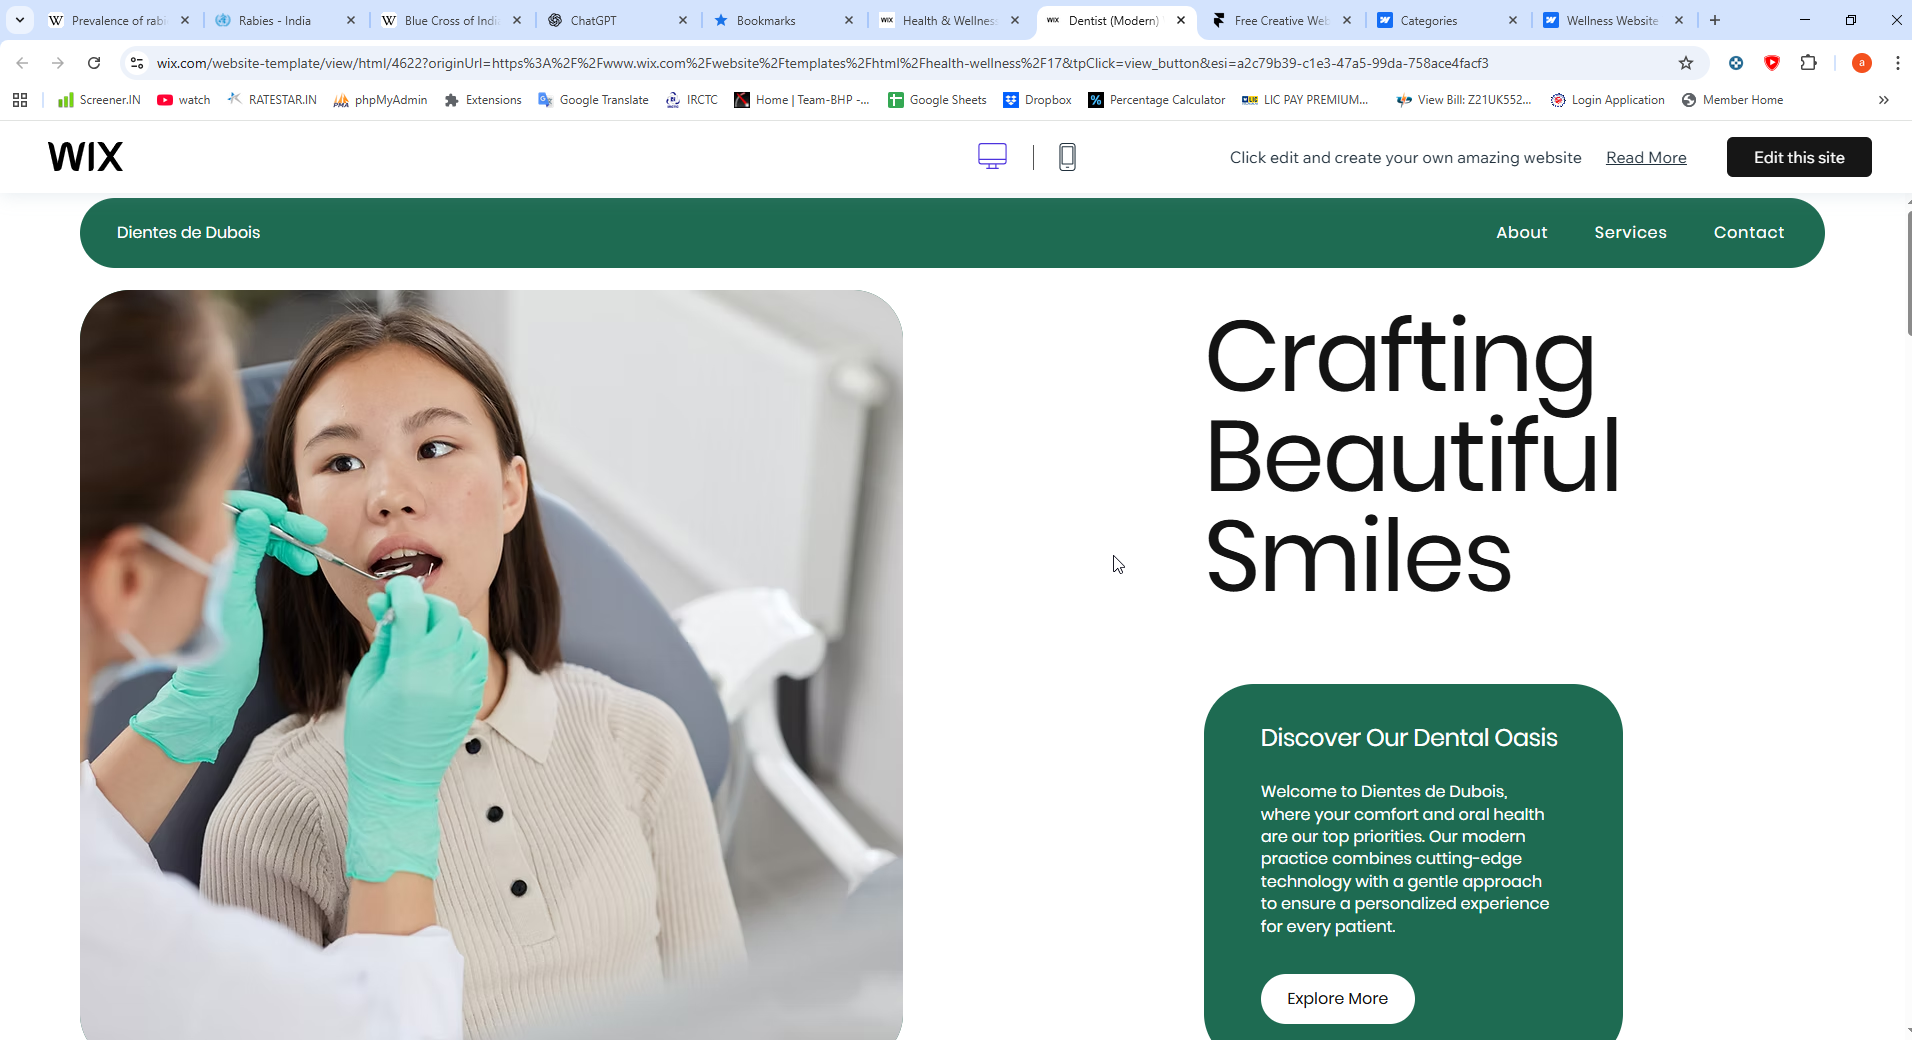 Prevalence of rabi
Rabies - India
Blue Cross of Indi
ChatGPT
Bookmarks
Health & Wellness
Dentist (Modern)
Free Creative Web
Categories
Wellness Website
wix.com/website-template/view/html/4622?originUrl=https%3A%2F%2Fwww.wix.com%2Fwebsite%2Ftemplates%2Fhtml%2Fhealth-wellness%2F17&tpClick=view_button&esi=a2c79b39-c1e3-47a5-99da-758ace4facf3
a
Screener.IN
watch
RATESTAR.IN
phpMyAdmin
Extensions
Google Translate
IRCTC
Home | Team-BHP -...
Google Sheets
Dropbox
Percentage Calculator
LIC PAY PREMIUM...
View Bill: Z21UK552...
Login Application
Member Home
WIX
Click edit and create your own amazing website
Read More
Edit this site
Dientes de Dubois
About
Services
Contact
Crafting
Beautiful
Smiles
Discover Our Dental Oasis
Welcome to Dientes de Dubois,
where your comfort and oral health
are our top priorities. Our modern
practice combines cutting-edge
technology with a gentle approach
to ensure a personalized experience
for every patient.
Explore More